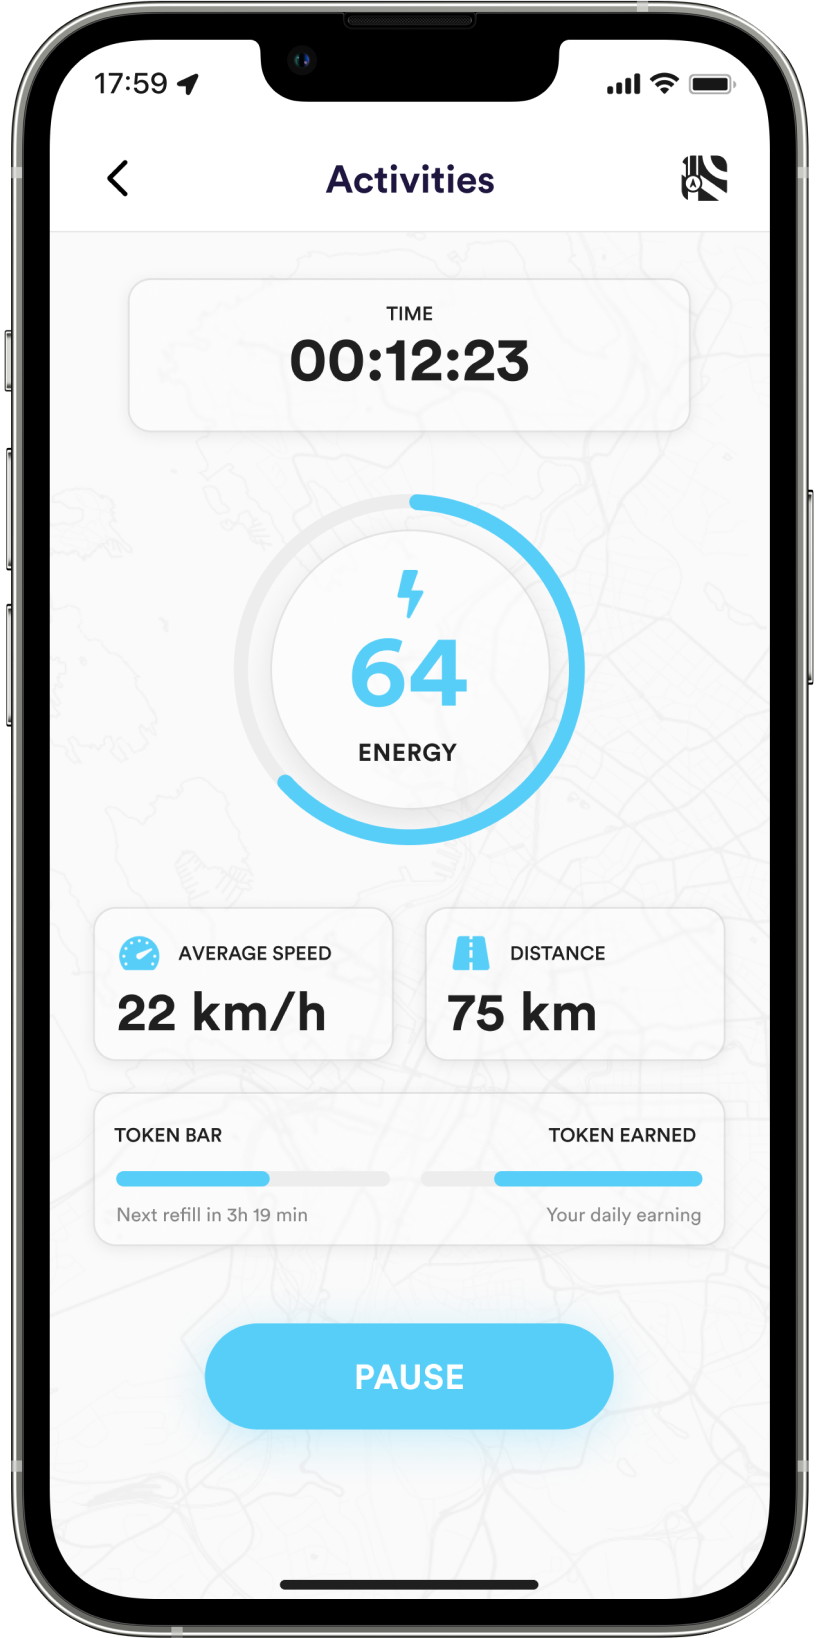 17:59
Activities
TIME
00:12:23
64
ENERGY
AVERAGE SPEED
22 km/h
DISTANCE
75 km
TOKEN BAR
TOKEN EARNED
Next refill in 3h 19 min
Your daily earning
PAUSE